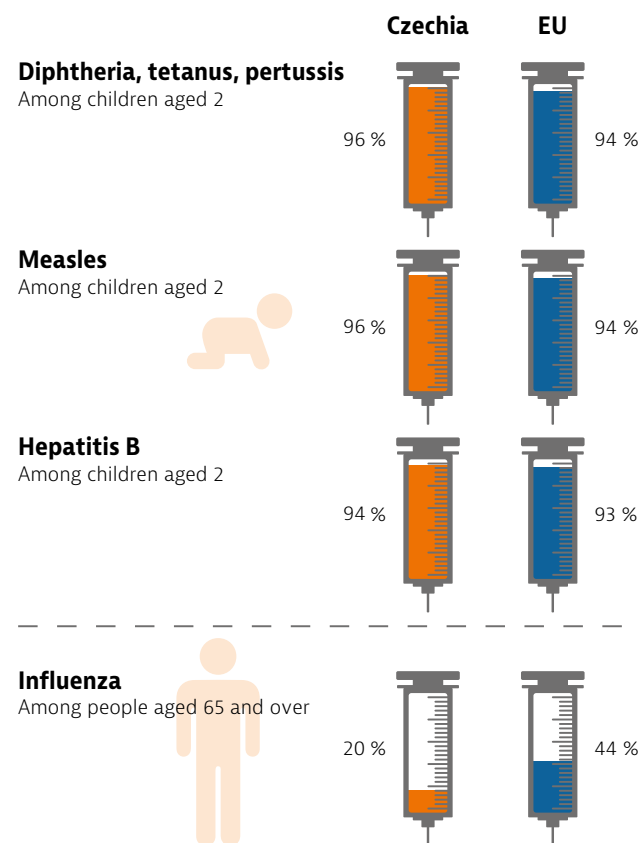 Czechia EU
Diphtheria, tetanus, pertussis
Among children aged 2
96 % 94 %
Measles
Among children aged 2
96 % 94 %
Hepatitis B
Among children aged 2
94 % 93 %
Influenza
Among people aged 65 and over
20 % 44 %